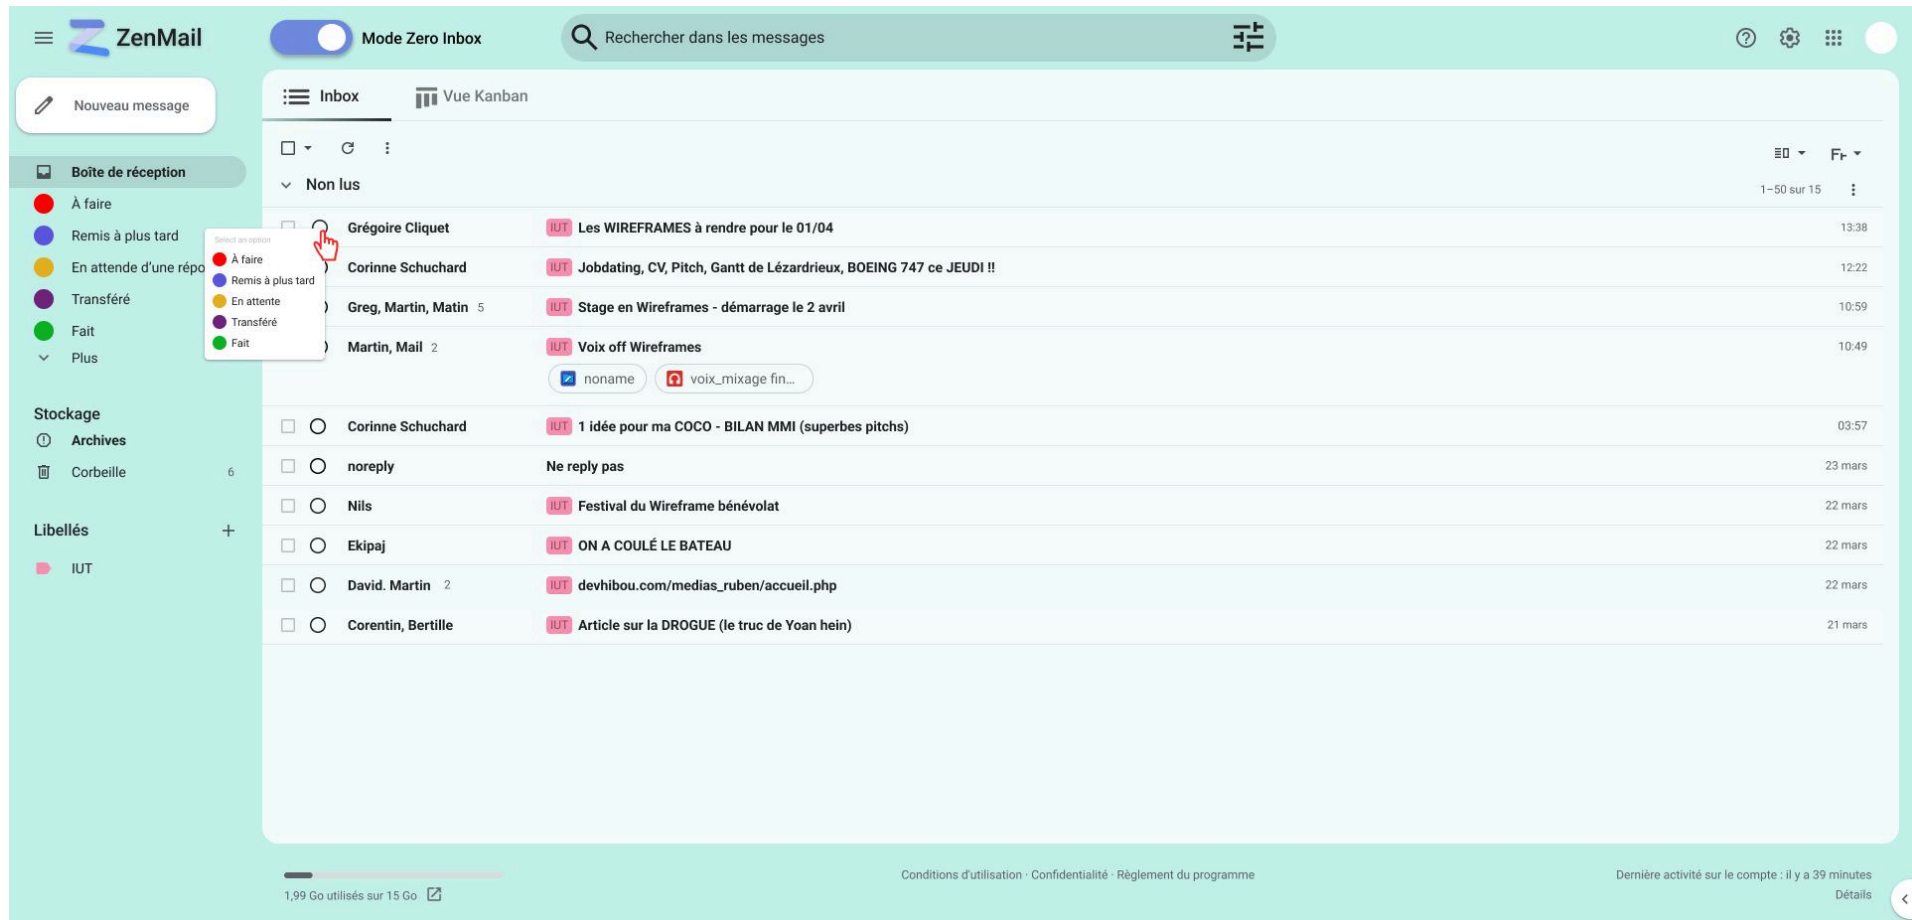 ZenMail
Mode Zero Inbox
Rechercher dans les messages
Nouveau message
Inbox
Vue Kanban
Boîte de réception
À faire
Remis à plus tard
En attende d'une répo
Transféré
Fait
Plus
Stockage
Archives
Corbeille 6
Libellés
IUT
Select an option
À faire
Remis à plus tard
En attente
Transféré
Fait
Fr
Non lus
1–50 sur 15
Grégoire Cliquet IUT Les WIREFRAMES à rendre pour le 01/04 13:38
Corinne Schuchard IUT Jobdating, CV, Pitch, Gantt de Lézardrieux, BOEING 747 ce JEUDI !! 12:22
Greg, Martin, Matin 5 IUT Stage en Wireframes - démarrage le 2 avril 10:59
Martin, Mail 2 IUT Voix off Wireframes 10:49
noname voix_mixage fin...
Corinne Schuchard IUT 1 idée pour ma COCO - BILAN MMI (superbes pitchs) 03:57
noreply Ne reply pas 23 mars
Nils IUT Festival du Wireframe bénévolat 22 mars
Ekipaj IUT ON A COULÉ LE BATEAU 22 mars
David. Martin 2 IUT devhibou.com/medias_ruben/accueil.php 22 mars
Corentin, Bertille IUT Article sur la DROGUE (le truc de Yoan hein) 21 mars
1,99 Go utilisés sur 15 Go
Conditions d'utilisation · Confidentialité · Règlement du programme
Dernière activité sur le compte : il y a 39 minutes
Détails